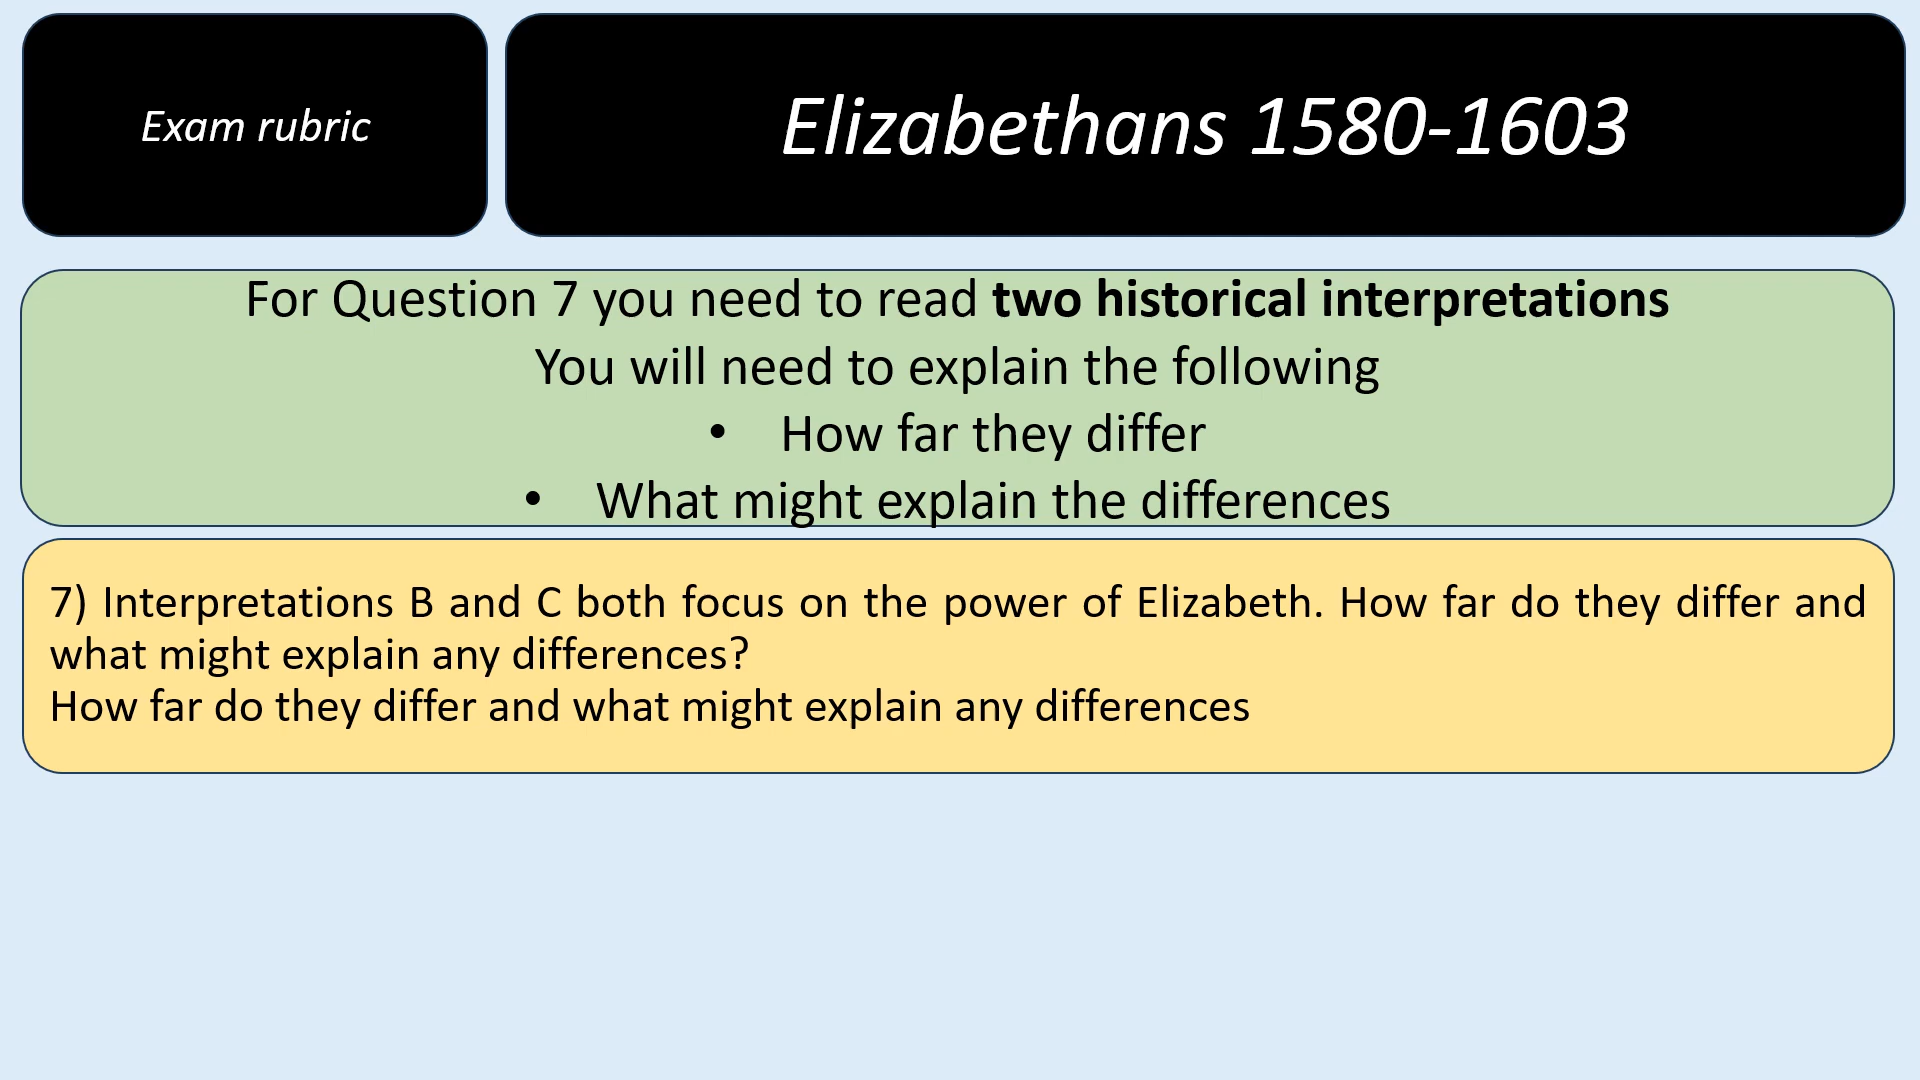 Exam rubric
Elizabethans 1580-1603
For Question 7 you need to read two historical interpretations
You will need to explain the following
• How far they differ
• What might explain the differences
7) Interpretations B and C both focus on the power of Elizabeth. How far do they differ and
what might explain any differences?
How far do they differ and what might explain any differences